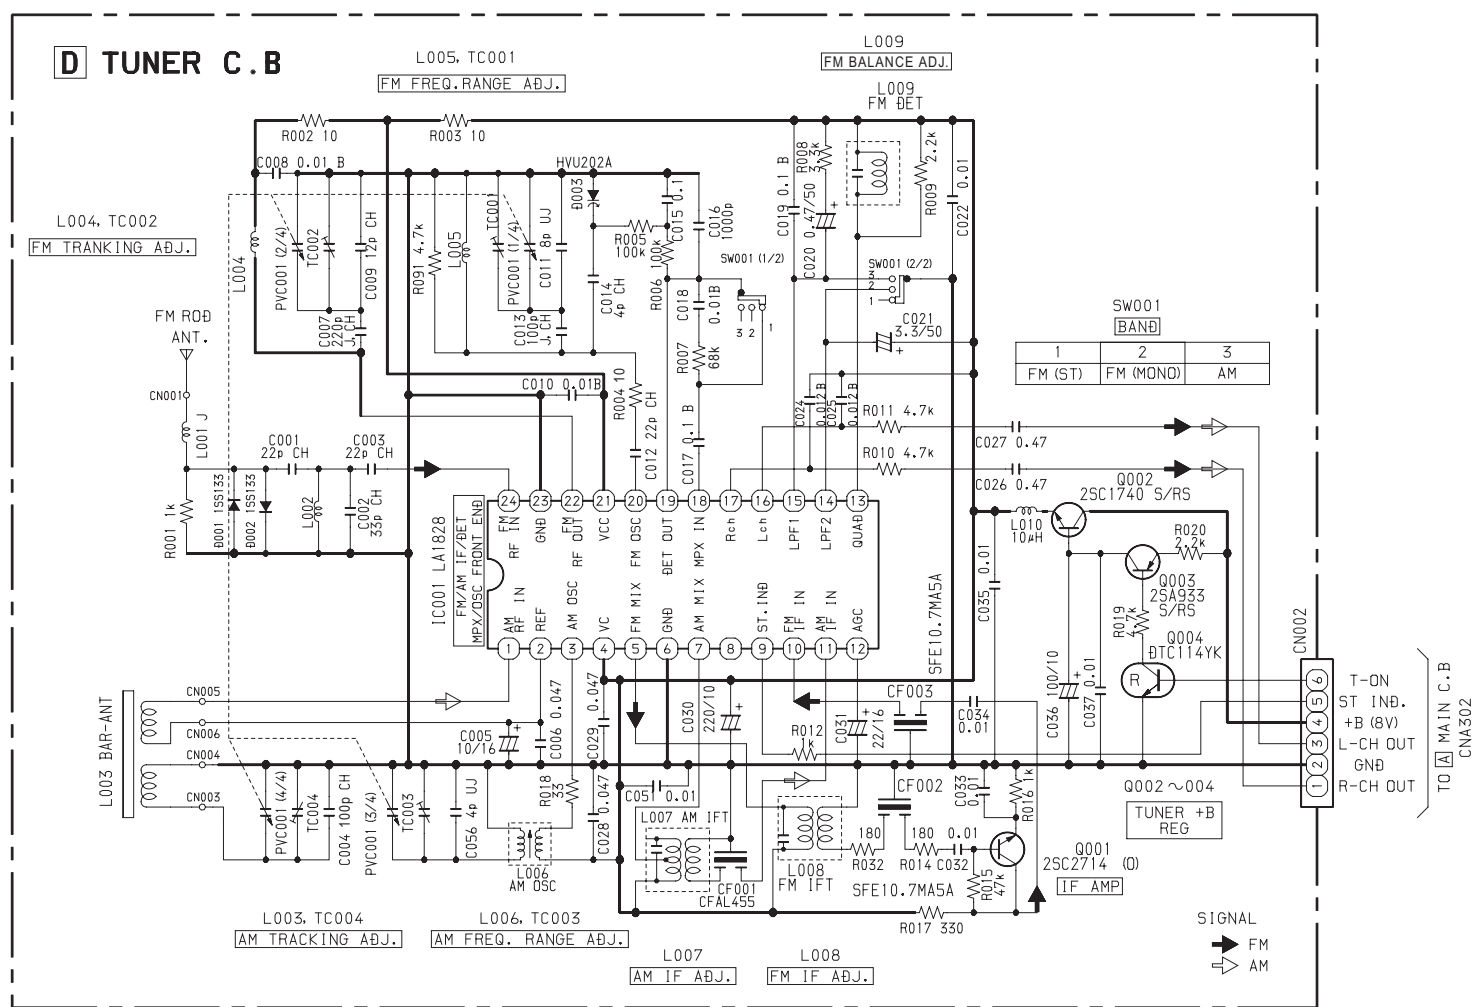 D TUNER C.B
L005, TC001
FM FREQ.RANGE ADJ.
L009
FM BALANCE ADJ.
L009
FM DET
R002 10
R003 10
C008 0.01 B
HVU202A
D003
L004, TC002
FM TRANKING ADJ.
L004
PVC001 (2/4)
TC002
C009 12p CH
C007
220p
J.CH
R091 4.7k
L005
TC001
PVC001 (1/4)
C011 8p UJ
C013
100p
J.CH
C014
4p CH
R005
100k
C015 0.1
R006 100k
C016
1000p
SW001 (1/2)
3 2 1
C018
0.01B
R007
68k
C017 0.1 B
C019 0.1 B
R008
3.3k
C020 0.47/50
R009
2.2k
C022 0.01
SW001 (2/2)
3
2
1
C021
3.3/50
SW001
BAND
1 2 3
FM (ST) FM (MONO) AM
FM ROD
ANT.
CN001
L001 J
C010 0.01B
R004 10
C012 22p CH
C024
0.012 B
C025
0.012 B
R011 4.7k
C027 0.47
R010 4.7k
C026 0.47
C001
22p CH
C003
22p CH
R001 1k
D001 1SS133
D002 1SS133
L002
C002
33p CH
IC001 LA1828
FM/AM IF/DET
MPX/OSC FRONT END
24 23 22 21 20 19 18 17 16 15 14 13
FM
RF IN
GND
FM
RF OUT
VCC
FM OSC
DET OUT
MPX IN
Rch
Lch
LPF1
LPF2
QUAD
AM
RF IN
REF
AM OSC
VC
FM MIX
GND
AM MIX
ST.IND
FM
IF IN
AM
IF IN
AGC
1 2 3 4 5 6 7 8 9 10 11 12
Q002
2SC1740 S/RS
L010
10µH
R020
2.2k
C035 0.01
Q003
2SA933
S/RS
R019
4.7k
Q004
DTC114YK
R
C036 100/10
C037 0.01
SFE10.7MA5A
CF003
C034
0.01
CN002
6 T-ON
5 ST IND.
4 +B (8V)
3 L-CH OUT
2 GND
1 R-CH OUT
TO A MAIN C.B
CNA302
L003 BAR-ANT
CN005
CN006
CN004
CN003
C005
10/16
C006 0.047
C029 0.047
C030
220/10
R012
1k
C031
22/16
R018
33
C028 0.047
C051 0.01
L007 AM IFT
CF001
CFAL455
L008
FM IFT
CF002
180
R032
180
R014
0.01
C032
C033
0.01
R016 1k
R015
47k
Q001
2SC2714 (O)
IF AMP
SFE10.7MA5A
R017 330
Q002～004
TUNER +B
REG
PVC001 (4/4)
TC004
C004 100p CH
PVC001 (3/4)
TC003
C056 4p UJ
L006
AM OSC
L003, TC004
AM TRACKING ADJ.
L006, TC003
AM FREQ. RANGE ADJ.
L007
AM IF ADJ.
L008
FM IF ADJ.
SIGNAL
FM
AM